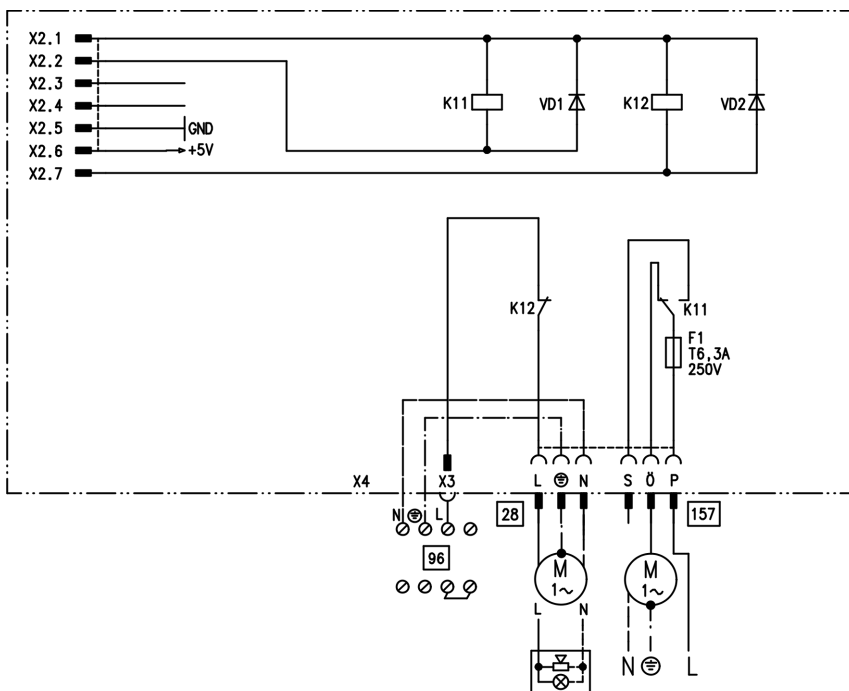 X2.1
X2.2
X2.3
X2.4
X2.5
X2.6
X2.7
GND
+5V
K11
VD1
K12
VD2
K12
K11
F1
T6,3A
250V
X4
X3
L
N
S
Ö
P
N
L
28
157
96
M
1~
M
1~
L
N
N
L